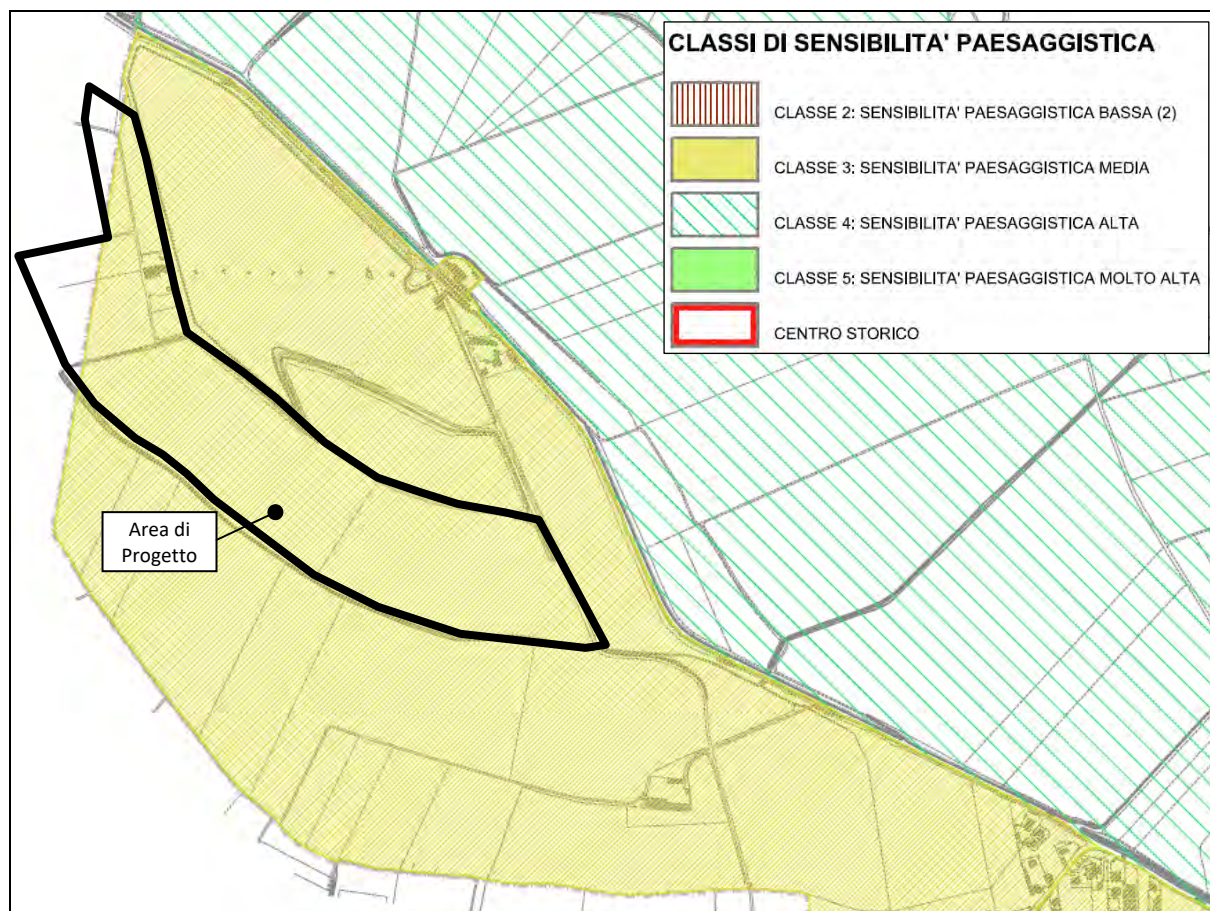 CLASSI DI SENSIBILITA' PAESAGGISTICA
CLASSE 2: SENSIBILITA' PAESAGGISTICA BASSA (2)
CLASSE 3: SENSIBILITA' PAESAGGISTICA MEDIA
CLASSE 4: SENSIBILITA' PAESAGGISTICA ALTA
CLASSE 5: SENSIBILITA' PAESAGGISTICA MOLTO ALTA
CENTRO STORICO
Area di
Progetto